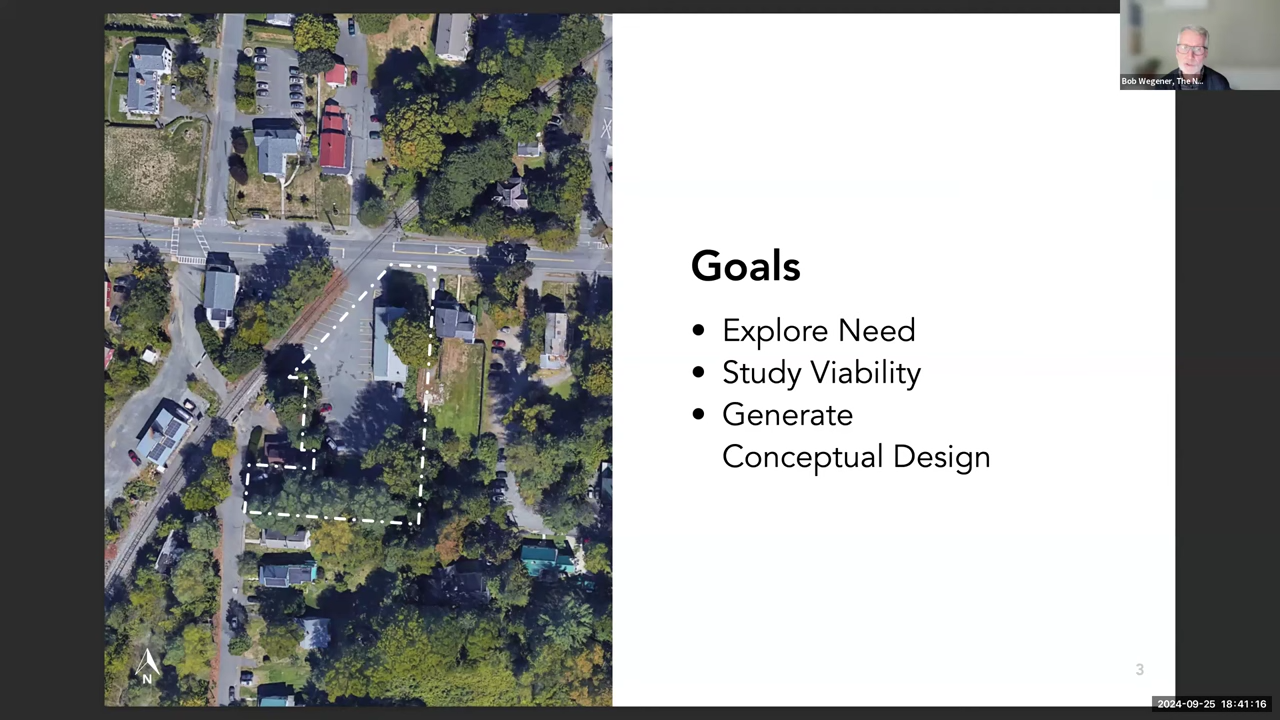 Bob Wegener, The N...
Goals
• Explore Need
• Study Viability
• Generate
Conceptual Design
N
3
2024-09-25 18:41:16